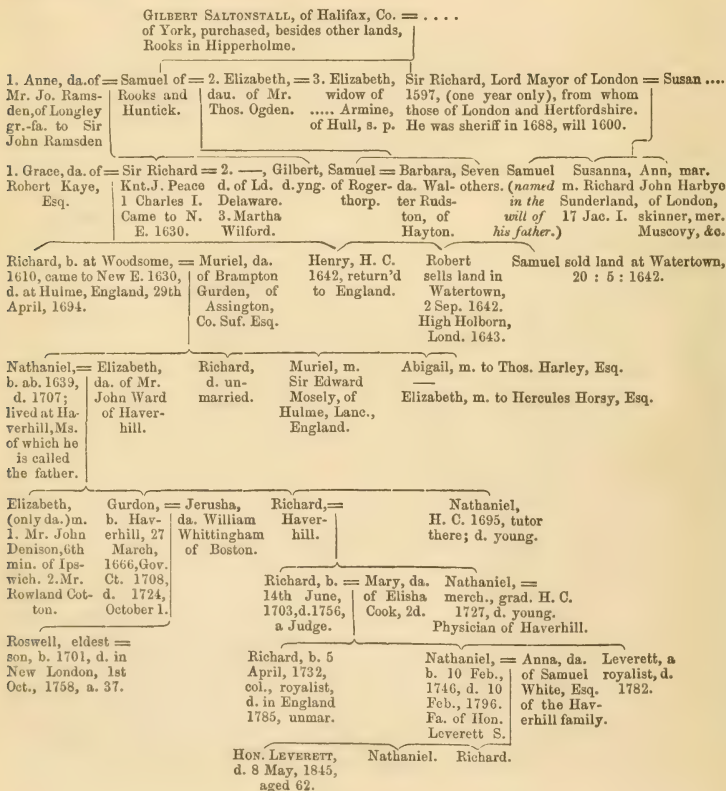 GILBERT SALTONSTALL, of Halifax, Co. = . . . .
of York, purchased, besides other lands,
Rooks in Hipperholme.
1. Anne, da. of = Samuel of = 2. Elizabeth, = 3. Elizabeth, Sir Richard, Lord Mayor of London = Susan ....
Mr. Jo. Rams- Rooks and dau. of Mr. widow of 1597, (one year only), from whom
den, of Longley Huntick. Thos. Ogden. ..... Armine, those of London and Hertfordshire.
gr.-fa. to Sir of Hull, s. p. He was sheriff in 1688, will 1600.
John Ramsden
1. Grace, da. of = Sir Richard = 2. —, Gilbert, Samuel = Barbara, Seven Samuel Susanna, Ann, mar.
Robert Kaye, Knt. J. Peace d. of Ld. d. yng. of Roger- da. Wal- others. (named m. Richard John Harbye
Esq. 1 Charles I. Delaware. thorp. ter Ruds- in the Sunderland, of London,
Came to N. 3. Martha ton, of will of 17 Jac. I. skinner, mer.
E. 1630. Wilford. Hayton. his father.) Muscovy, &c.
Richard, b. at Woodsome, = Muriel, da. Henry, H. C. Robert Samuel sold land at Watertown,
1610, came to New E. 1630, of Brampton 1642, return'd sells land in 20 : 5 : 1642.
d. at Hulme, England, 29th Gurden, of to England. Watertown,
April, 1694. Assington, 2 Sep. 1642.
Co. Suf. Esq. High Holborn,
Lond. 1643.
Nathaniel, = Elizabeth, Richard, Muriel, m. Abigail, m. to Thos. Harley, Esq.
b. ab. 1639, da. of Mr. d. un- Sir Edward —
d. 1707; John Ward married. Mosely, of Elizabeth, m. to Hercules Horsy, Esq.
lived at Ha- of Haver- Hulme, Lanc.,
verhill, Ms. hill. England.
of which he
is called
the father.
Elizabeth, Gurdon, = Jerusha, Richard, = Nathaniel,
(only da.) m. b. Hav- da. William Haver- H. C. 1695, tutor
1. Mr. John erhill, 27 Whittingham hill. there; d. young.
Denison, 6th March, of Boston.
min. of Ips- 1666, Gov.
wich. 2. Mr. Ct. 1708,
Rowland Cot- d. 1724,
ton. October 1.
Richard, b. = Mary, da. Nathaniel, =
14th June, of Elisha merch., grad. H. C.
1703, d. 1756, Cook, 2d. 1727, d. young.
a Judge. Physician of Haverhill.
Roswell, eldest =
son, b. 1701, d. in
New London, 1st
Oct., 1758, a. 37.
Richard, b. 5 Nathaniel, = Anna, da. Leverett, a
April, 1732, b. 10 Feb., of Samuel royalist, d.
col., royalist, 1746, d. 10 White, Esq. 1782.
d. in England Feb., 1796. of the Hav-
1785, unmar. Fa. of Hon. erhill family.
Leverett S.
HON. LEVERETT, Nathaniel. Richard.
d. 8 May, 1845,
aged 62.